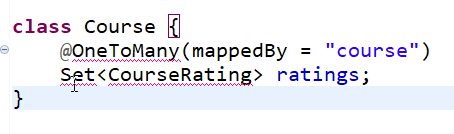 class Course {
@OneToMany(mappedBy = "course")
Set<CourseRating> ratings;
}